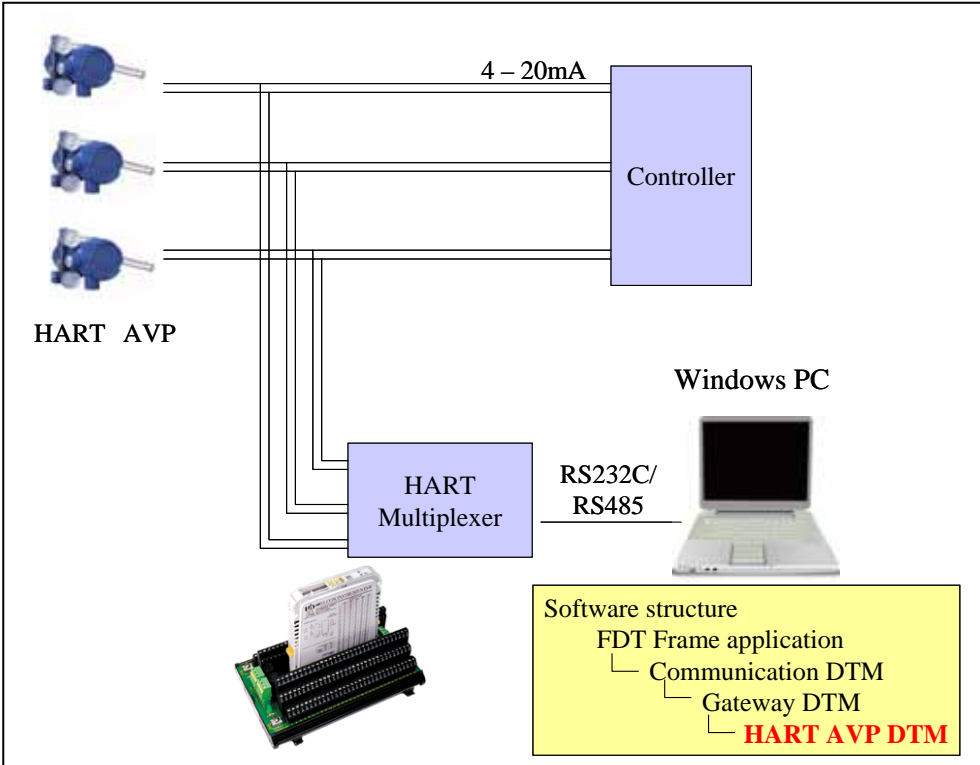 4 – 20mA
Controller
HART AVP
Windows PC
HART
Multiplexer
RS232C/
RS485
Software structure
FDT Frame application
Communication DTM
Gateway DTM
HART AVP DTM